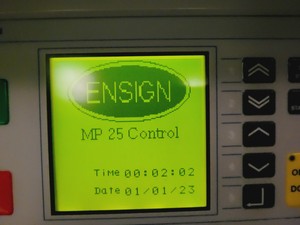 ENSIGN
MP 25 Control
Time 00:02:02
Date 01/01/23